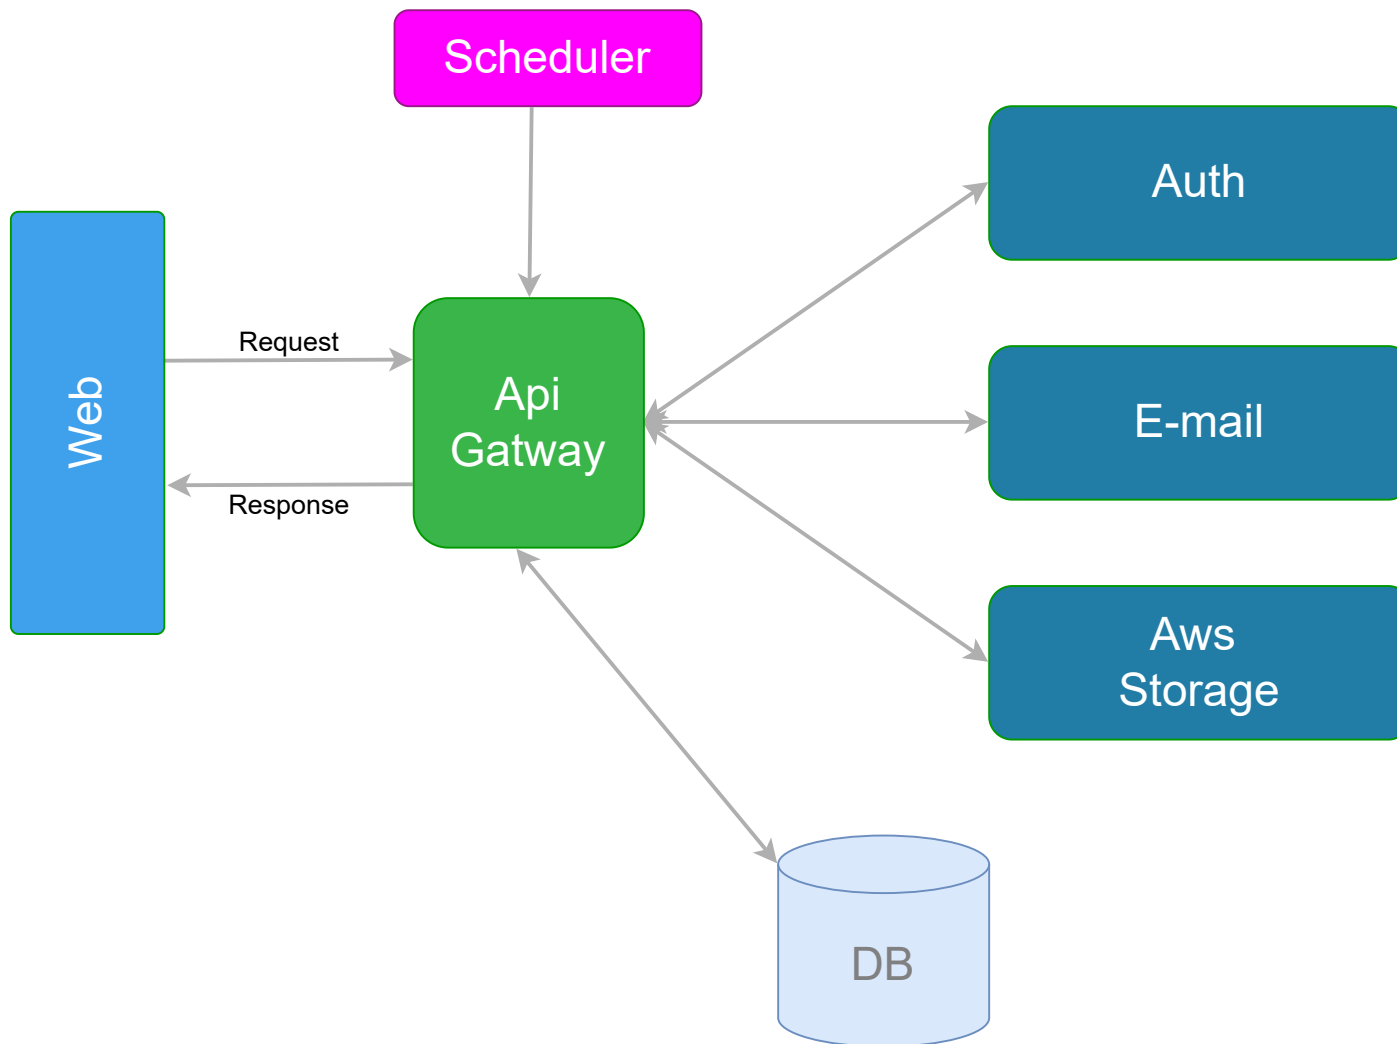 Scheduler
Auth
Request
Web
Api
Gatway
E-mail
Response
Aws
Storage
DB